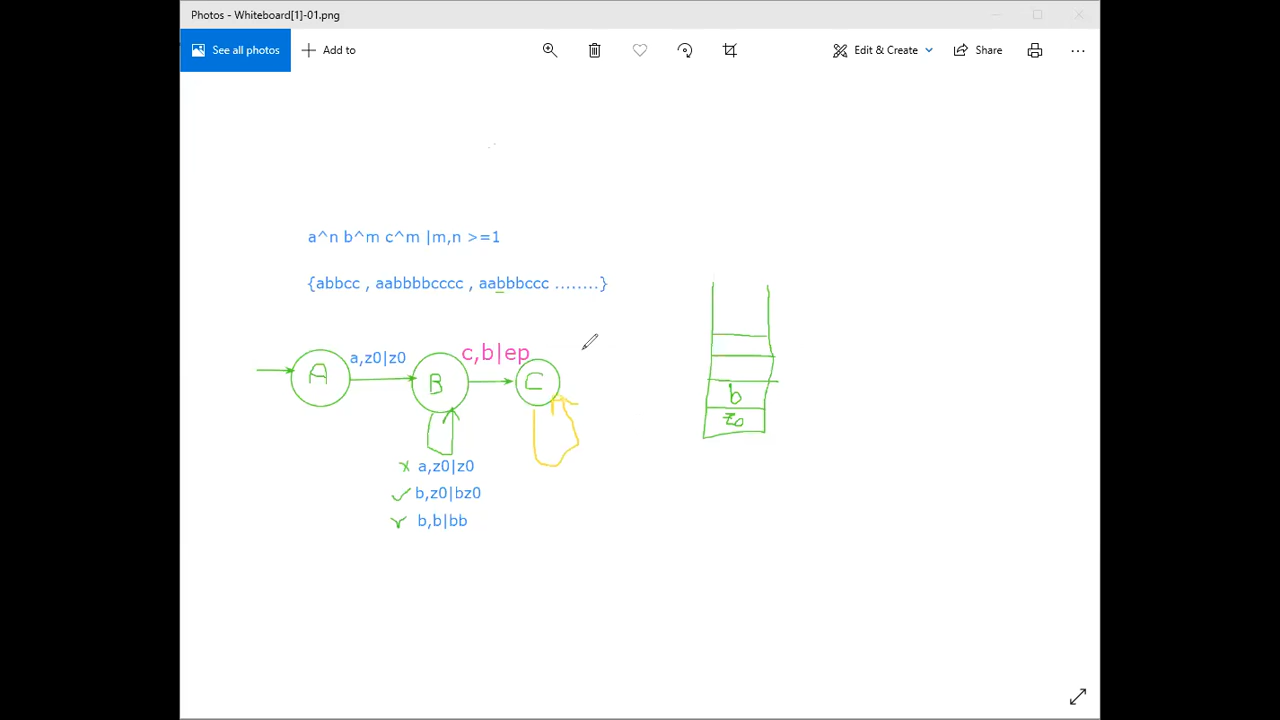 Photos - Whiteboard[1]-01.png
See all photos
Add to
Edit & Create
Share
a^n b^m c^m |m,n >=1
{abbcc , aabbbbcccc , aabbbccc ........}
a,z0|z0
c,b|ep
A
B
C
b
z0
a,z0|z0
b,z0|bz0
b,b|bb